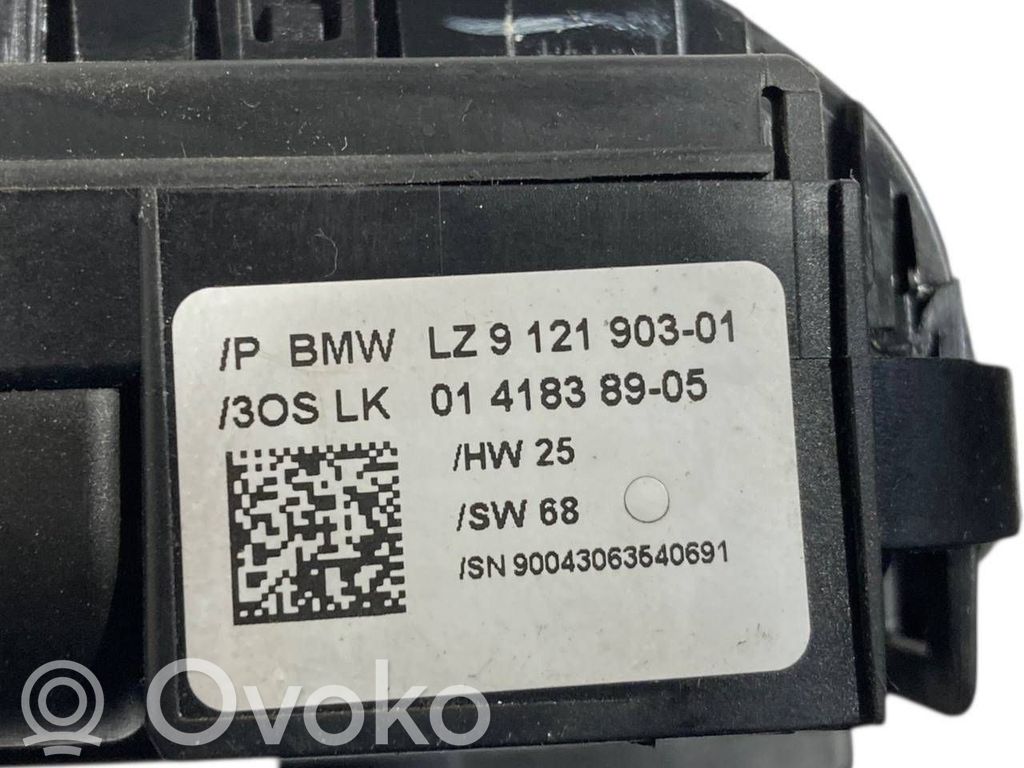 /P BMW LZ 9 121 903-01
/3OS LK 01 4183 89-05
/HW 25
/SW 68
/SN 90043063540691
Ovoko